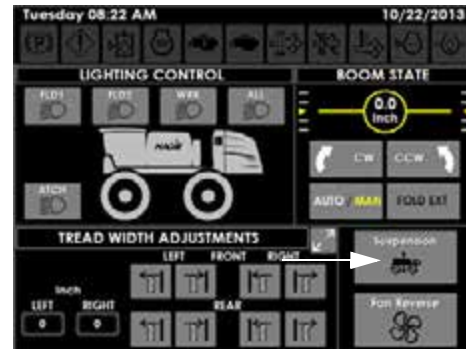 Tuesday 08:22 AM 10/22/2013
(P)
LIGHTING CONTROL
BOOM STATE
FLD1 FLD2 WRK ALL
0.0
Inch
HAGIE
CW CCW
ATCH
AUTO/MAN FOLD EXT
TREAD WIDTH ADJUSTMENTS
Suspension
LEFT FRONT RIGHT
Inch
LEFT RIGHT
REAR
Fan Reverse
0 0